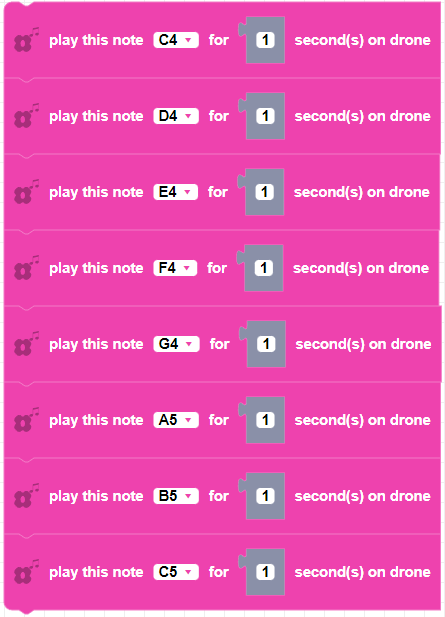 play this note C4 for 1 second(s) on drone
play this note D4 for 1 second(s) on drone
play this note E4 for 1 second(s) on drone
play this note F4 for 1 second(s) on drone
play this note G4 for 1 second(s) on drone
play this note A5 for 1 second(s) on drone
play this note B5 for 1 second(s) on drone
play this note C5 for 1 second(s) on drone